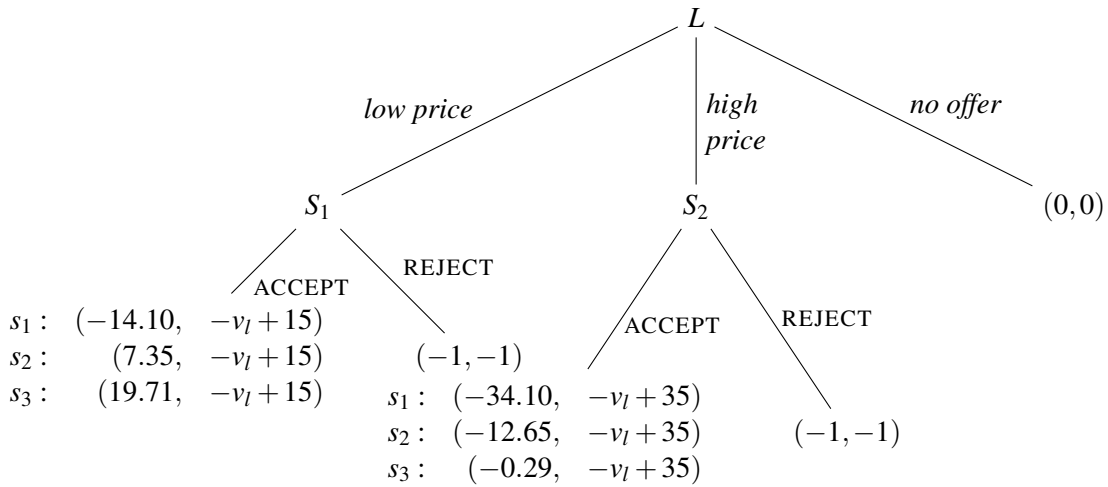 L
low price
high
price
no offer
S₁
S₂
(0,0)
ACCEPT
REJECT
ACCEPT
REJECT
s₁ : (−14.10, −vₗ + 15)
s₂ : (7.35, −vₗ + 15)
s₃ : (19.71, −vₗ + 15)
(−1,−1)
s₁ : (−34.10, −vₗ + 35)
s₂ : (−12.65, −vₗ + 35)
s₃ : (−0.29, −vₗ + 35)
(−1,−1)